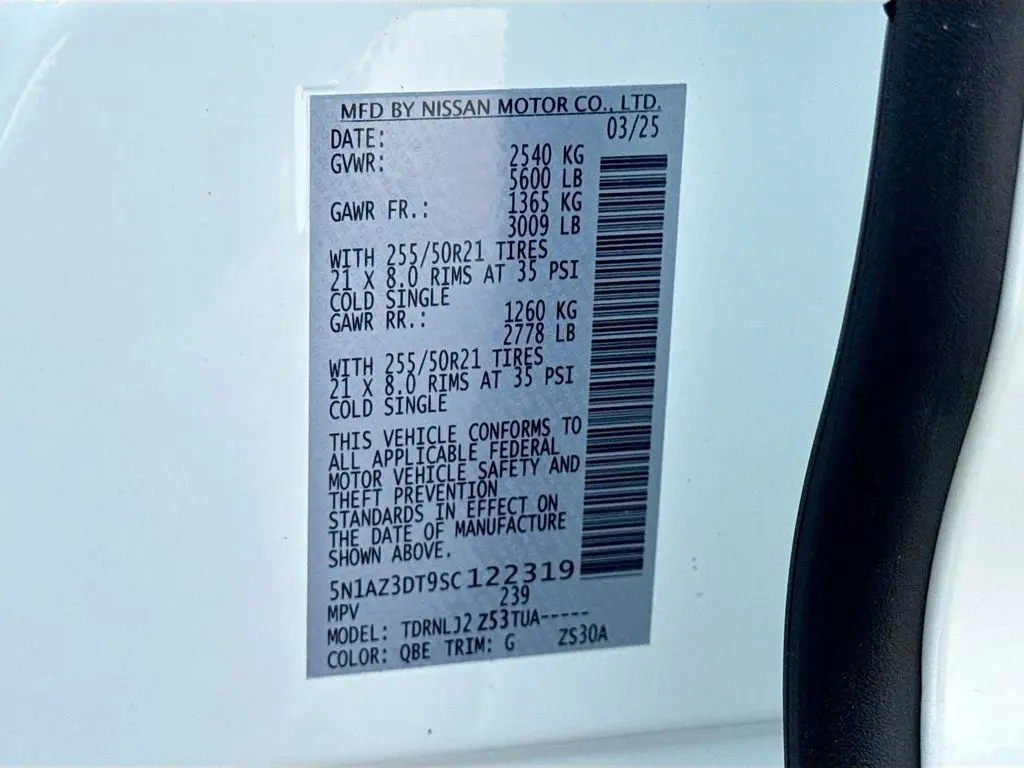 MFD BY NISSAN MOTOR CO., LTD.
DATE: 03/25
GVWR: 2540 KG
5600 LB
GAWR FR.: 1365 KG
3009 LB
WITH 255/50R21 TIRES
21 X 8.0 RIMS AT 35 PSI
COLD SINGLE
GAWR RR.: 1260 KG
2778 LB
WITH 255/50R21 TIRES
21 X 8.0 RIMS AT 35 PSI
COLD SINGLE
THIS VEHICLE CONFORMS TO
ALL APPLICABLE FEDERAL
MOTOR VEHICLE SAFETY AND
THEFT PREVENTION
STANDARDS IN EFFECT ON
THE DATE OF MANUFACTURE
SHOWN ABOVE.
5N1AZ3DT9SC122319
MPV 239
MODEL: TDRNLJ2 Z53TUA-----
COLOR: QBE TRIM: G ZS30A